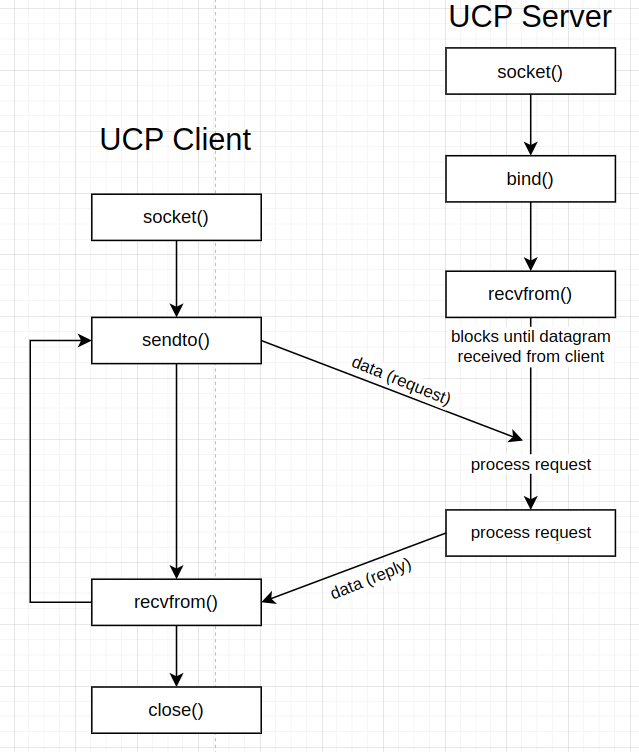 UCP Server
socket()
bind()
recvfrom()
blocks until datagram
received from client
process request
process request
UCP Client
socket()
sendto()
data (request)
data (reply)
recvfrom()
close()